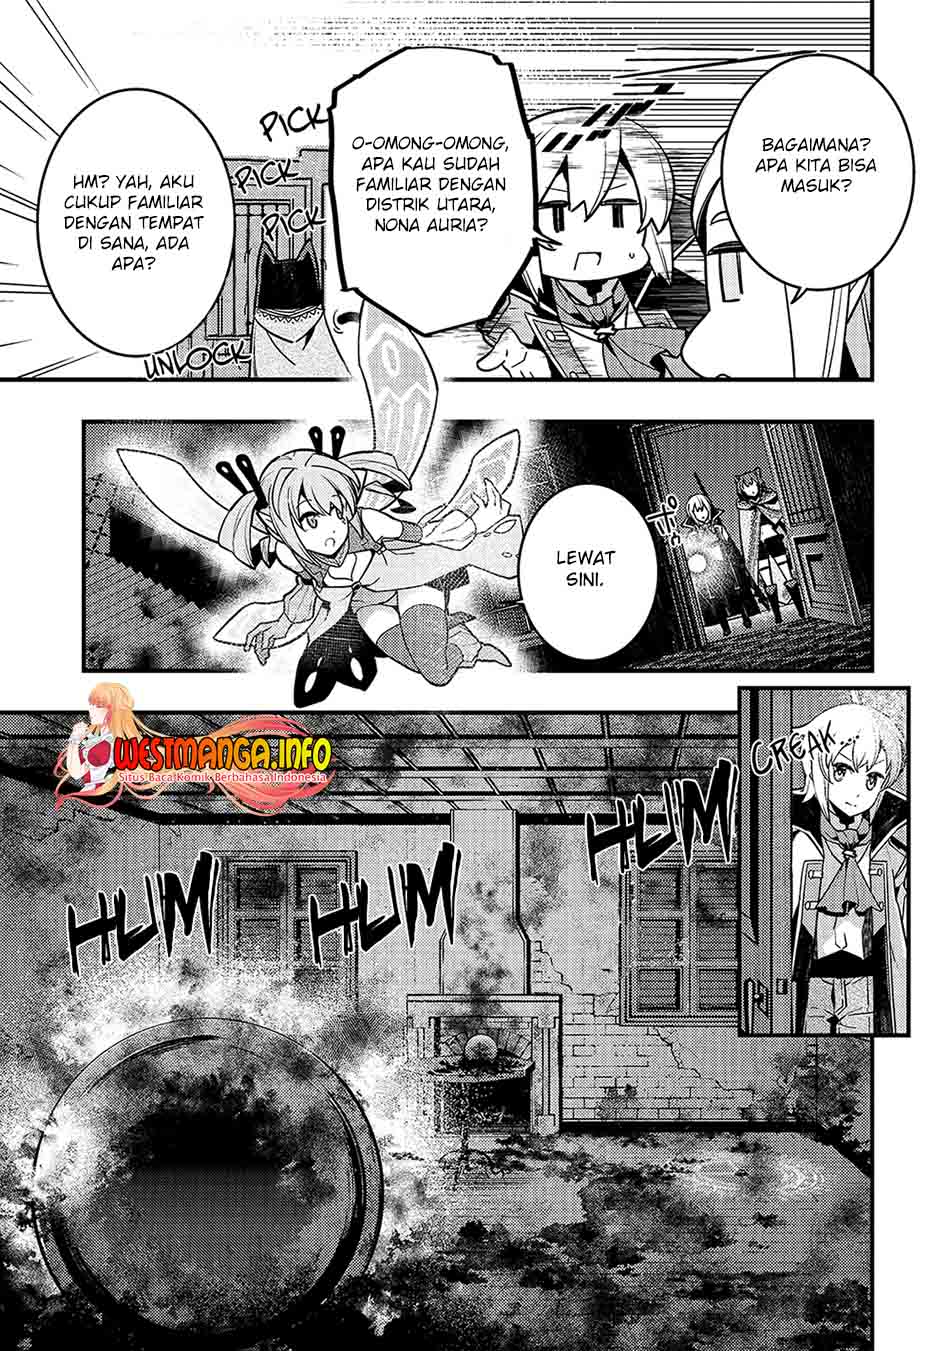 BAGAIMANA?
APA KITA BISA
MASUK?
O-OMONG-OMONG,
APA KAU SUDAH
FAMILIAR DENGAN
DISTRIK UTARA,
NONA AURIA?
PICK
PICK
PICK
HM? YAH, AKU
CUKUP FAMILIAR
DENGAN TEMPAT
DI SANA, ADA
APA?
UNLOCK
LEWAT
SINI.
CREAK...
WESTMANGA.INFO
Situs Baca Komik Berbahasa Indonesia
HUM
HUM
HUM